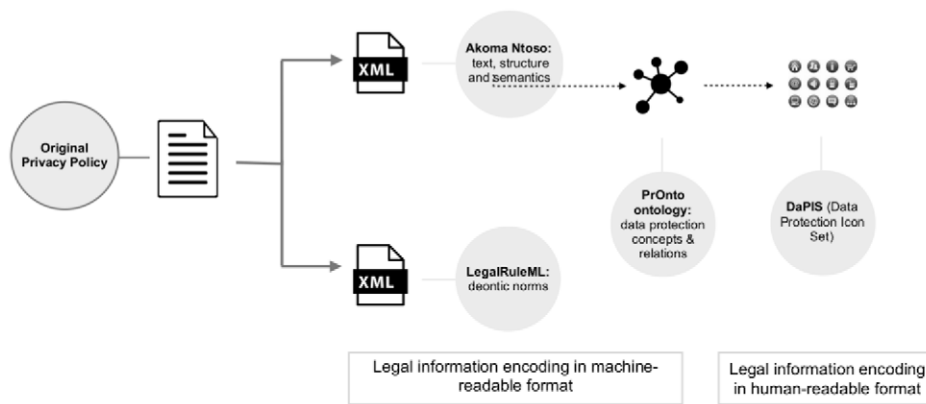 Original
Privacy Policy
XML
Akoma Ntoso:
text, structure
and semantics
PrOnto
ontology:
data protection
concepts &
relations
DaPIS (Data
Protection Icon
Set)
XML
LegalRuleML:
deontic norms
Legal information encoding in machine-
readable format
Legal information encoding
in human-readable format